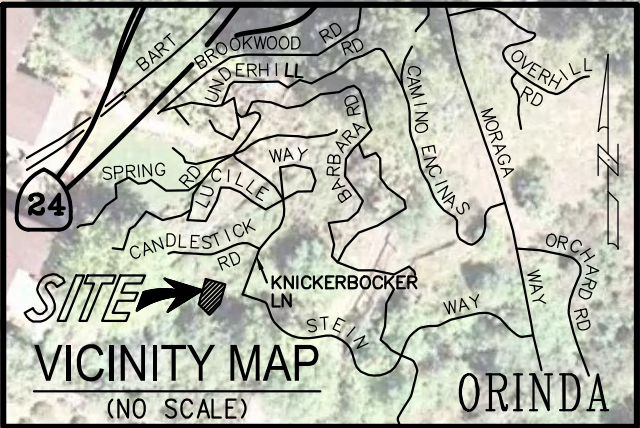 BART
BROOKWOOD RD
UNDERHILL RD
OVERHILL RD
CAMINO ENCINAS
MORAGA WAY
BARBARA RD
SPRING RD
LUCILLE WAY
24
CANDLESTICK RD
ORCHARD RD
KNICKERBOCKER
LN
SITE
STEIN WAY
N
VICINITY MAP
(NO SCALE)
ORINDA